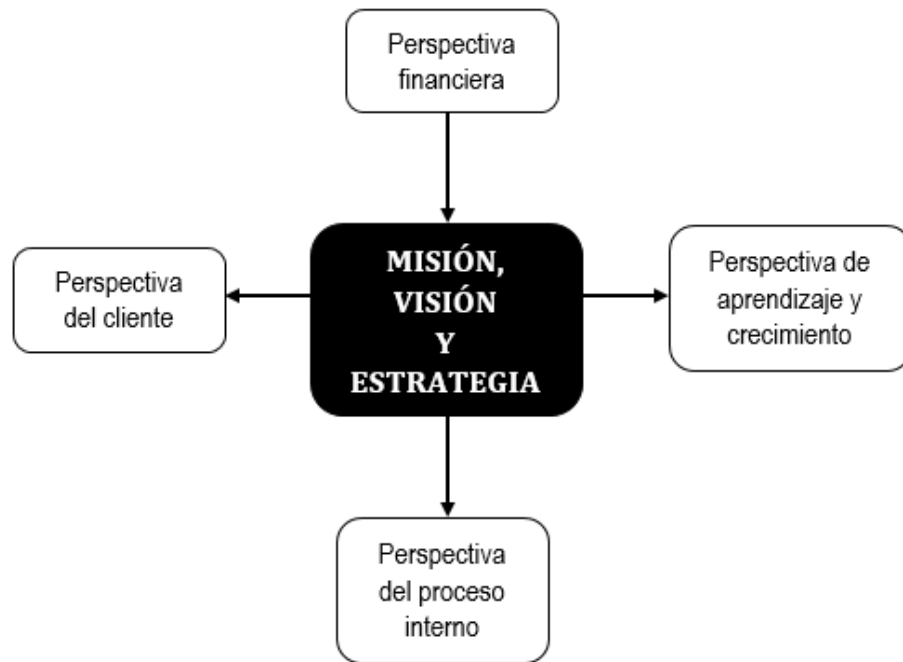 Perspectiva
financiera
Perspectiva
del cliente
MISIÓN,
VISIÓN
Y
ESTRATEGIA
Perspectiva de
aprendizaje y
crecimiento
Perspectiva
del proceso
interno